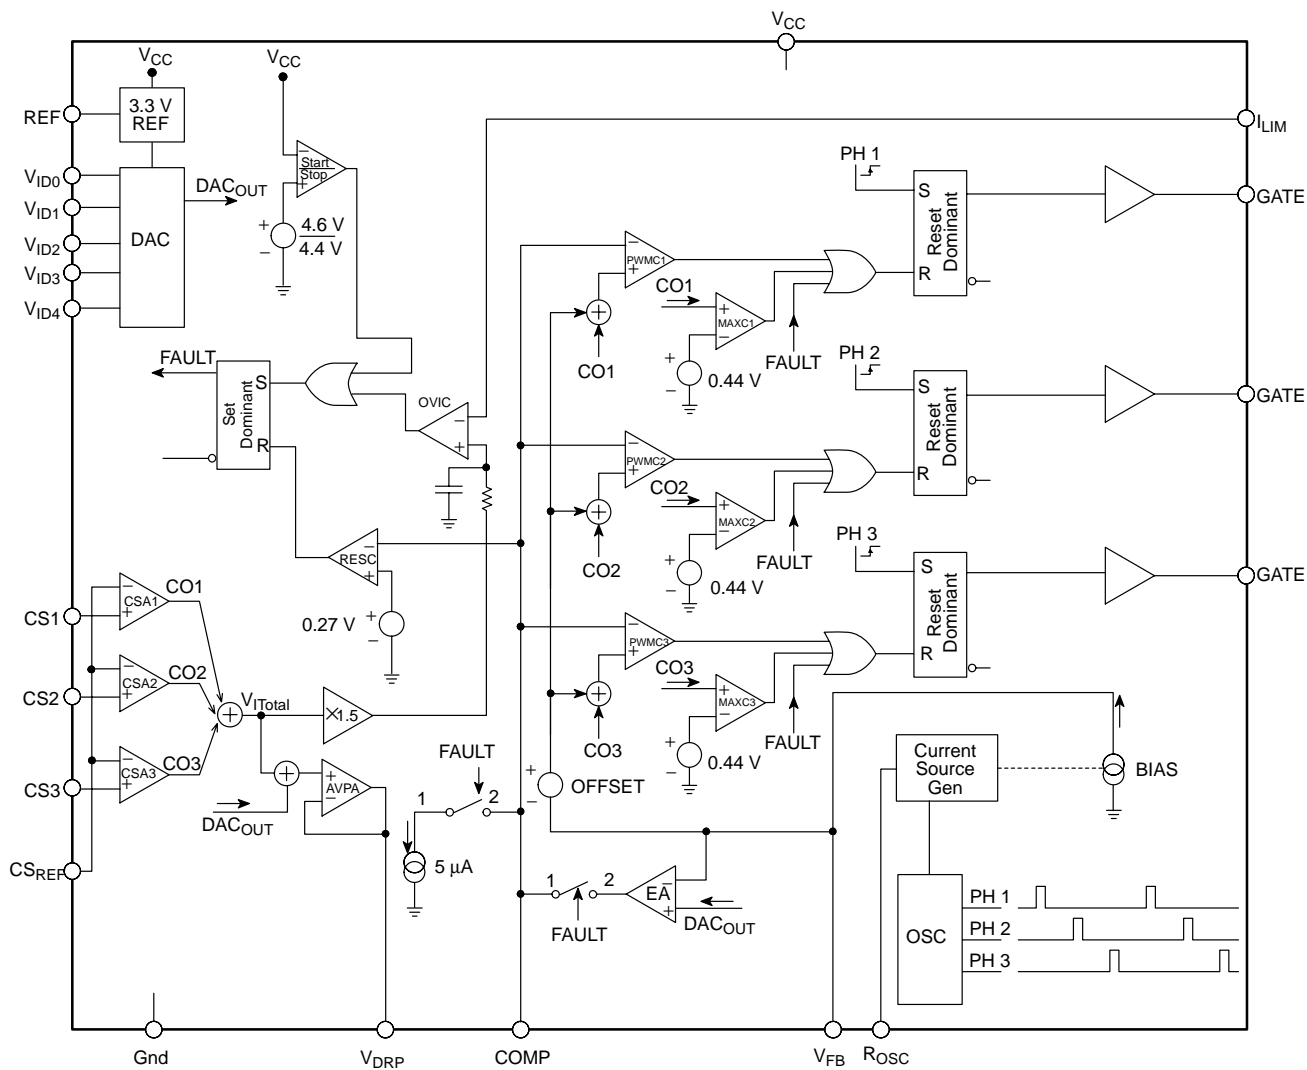 VCC
VCC
VCC
REF
3.3 V
REF
ILIM
VID0
VID1
VID2
VID3
VID4
DAC
DACOUT
Start
Stop
4.6 V
4.4 V
PH 1
S
R
Reset
Dominant
GATE
PWMC1
CO1
CO1
MAXC1
0.44 V
FAULT
FAULT
Set
Dominant
S
R
OVIC
PH 2
S
R
Reset
Dominant
GATE
PWMC2
CO2
CO2
MAXC2
0.44 V
FAULT
RESC
0.27 V
PH 3
S
R
Reset
Dominant
GATE
PWMC3
CO3
CO3
MAXC3
0.44 V
FAULT
CS1
CSA1
CO1
CS2
CSA2
CO2
CS3
CSA3
CO3
CSREF
VITotal
×1.5
AVPA
DACOUT
FAULT
1
2
5 µA
OFFSET
1
2
EA
FAULT
DACOUT
Current
Source
Gen
BIAS
OSC
PH 1
PH 2
PH 3
Gnd
VDRP
COMP
VFB
ROSC